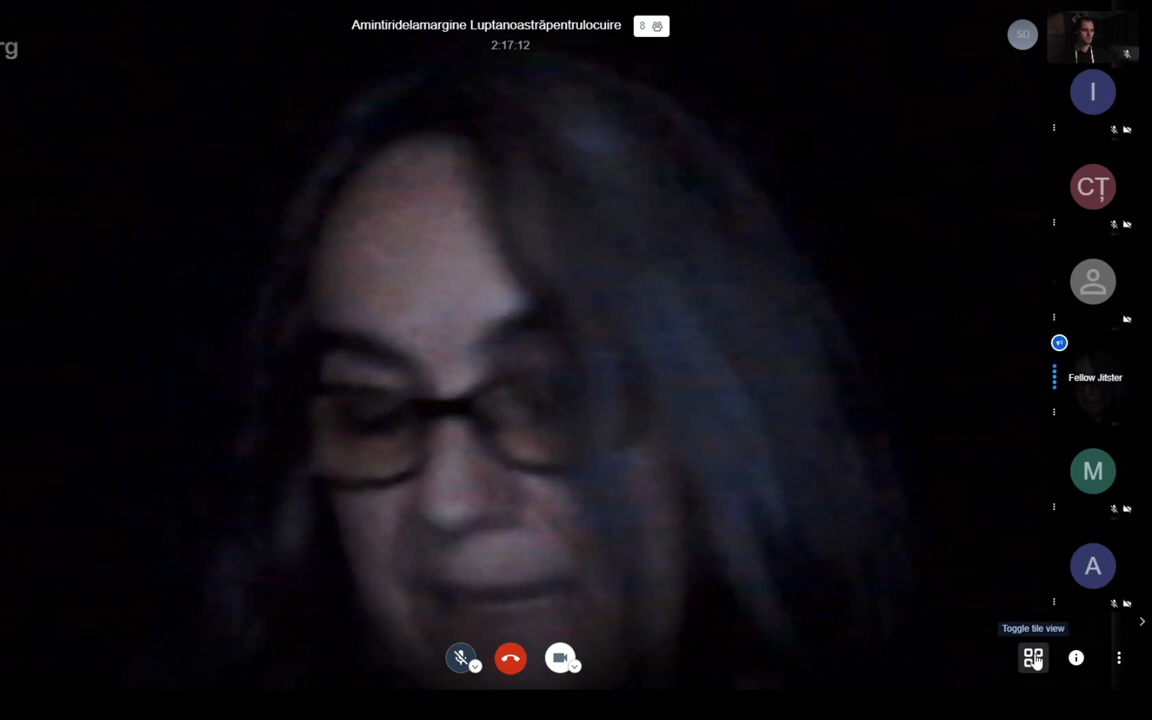 Amintiridelamargine Luptanoastrăpentrulocuire 8
2:17:12
rg
SD
I
CȚ
Fellow Jitster
M
A
Toggle tile view